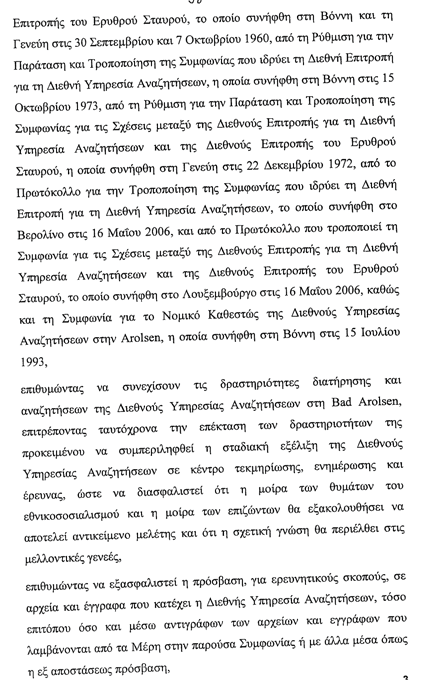 Επιτροπής του Ερυθρού Σταυρού, το οποίο συνήφθη στη Βόννη και τη
Γενεύη στις 30 Σεπτεμβρίου και 7 Οκτωβρίου 1960, από τη Ρύθμιση για την
Παράταση και Τροποποίηση της Συμφωνίας που ιδρύει τη Διεθνή Επιτροπή
για τη Διεθνή Υπηρεσία Αναζητήσεων, η οποία συνήφθη στη Βόννη στις 15
Οκτωβρίου 1973, από τη Ρύθμιση για την Παράταση και Τροποποίηση της
Συμφωνίας για τις Σχέσεις μεταξύ της Διεθνούς Επιτροπής για τη Διεθνή
Υπηρεσία Αναζητήσεων και της Διεθνούς Επιτροπής του Ερυθρού
Σταυρού, η οποία συνήφθη στη Γενεύη στις 22 Δεκεμβρίου 1972, από το
Πρωτόκολλο για την Τροποποίηση της Συμφωνίας που ιδρύει τη Διεθνή
Επιτροπή για τη Διεθνή Υπηρεσία Αναζητήσεων, το οποίο συνήφθη στο
Βερολίνο στις 16 Μαΐου 2006, και από το Πρωτόκολλο που τροποποιεί τη
Συμφωνία για τις Σχέσεις μεταξύ της Διεθνούς Επιτροπής για τη Διεθνή
Υπηρεσία Αναζητήσεων και της Διεθνούς Επιτροπής του Ερυθρού
Σταυρού, το οποίο συνήφθη στο Λουξεμβούργο στις 16 Μαΐου 2006, καθώς
και τη Συμφωνία για το Νομικό Καθεστώς της Διεθνούς Υπηρεσίας
Αναζητήσεων στην Arolsen, η οποία συνήφθη στη Βόννη στις 15 Ιουλίου
1993,
επιθυμώντας να συνεχίσουν τις δραστηριότητες διατήρησης και
αναζητήσεων της Διεθνούς Υπηρεσίας Αναζητήσεων στη Bad Arolsen,
επιτρέποντας ταυτόχρονα την επέκταση των δραστηριοτήτων της
προκειμένου να συμπεριληφθεί η σταδιακή εξέλιξη της Διεθνούς
Υπηρεσίας Αναζητήσεων σε κέντρο τεκμηρίωσης, ενημέρωσης και
έρευνας, ώστε να διασφαλιστεί ότι η μοίρα των θυμάτων του
εθνικοσοσιαλισμού και η μοίρα των επιζώντων θα εξακολουθήσει να
αποτελεί αντικείμενο μελέτης και ότι η σχετική γνώση θα περιέλθει στις
μελλοντικές γενεές,
επιθυμώντας να εξασφαλιστεί η πρόσβαση, για ερευνητικούς σκοπούς, σε
αρχεία και έγγραφα που κατέχει η Διεθνής Υπηρεσία Αναζητήσεων, τόσο
επιτόπου όσο και μέσω αντιγράφων των αρχείων και εγγράφων που
λαμβάνονται από τα Μέρη στην παρούσα Συμφωνία ή με άλλα μέσα όπως
η εξ αποστάσεως πρόσβαση,